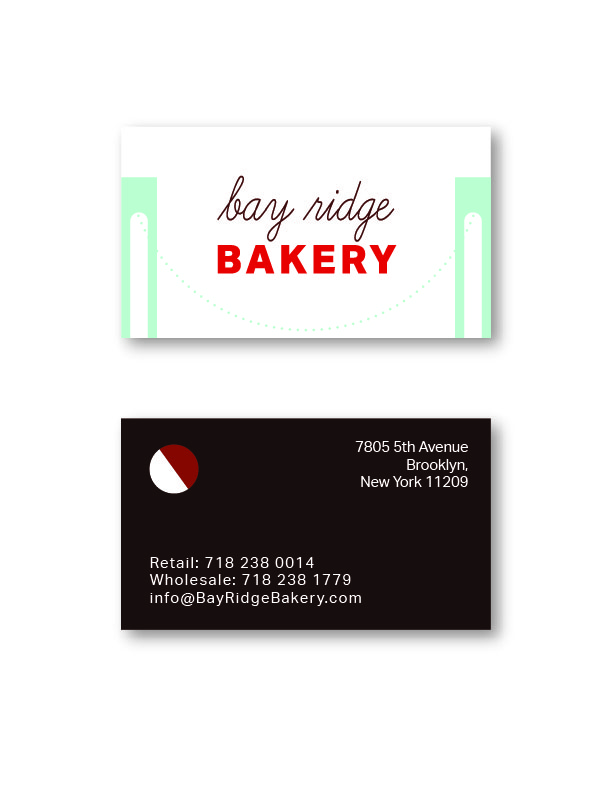 bay ridge
BAKERY
7805 5th Avenue
Brooklyn,
New York 11209
Retail: 718 238 0014
Wholesale: 718 238 1779
info@BayRidgeBakery.com